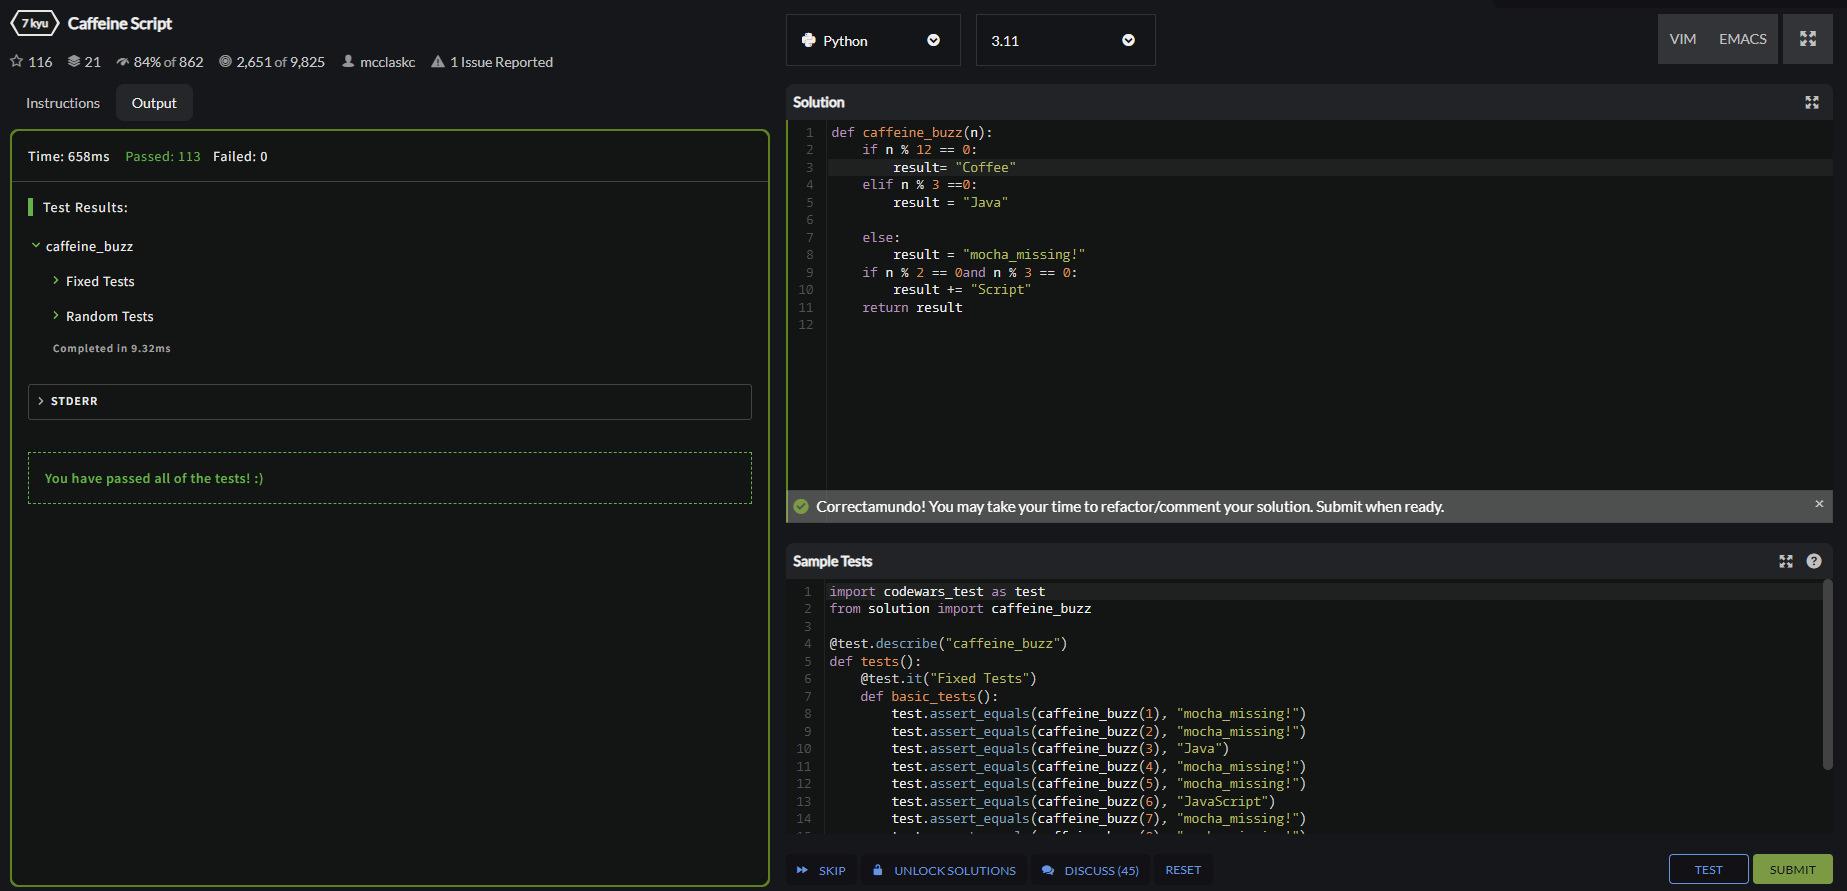 7 kyu Caffeine Script
116 21 84% of 862 2,651 of 9,825 mcclaskc 1 Issue Reported
Instructions Output
Time: 658ms Passed: 113 Failed: 0
Test Results:
caffeine_buzz
Fixed Tests
Random Tests
Completed in 9.32ms
STDERR
You have passed all of the tests! :)
Python 3.11 VIM EMACS
Solution
1 def caffeine_buzz(n):
2     if n % 12 == 0:
3         result= "Coffee"
4     elif n % 3 ==0:
5         result = "Java"
6
7     else:
8         result = "mocha_missing!"
9     if n % 2 == 0and n % 3 == 0:
10         result += "Script"
11     return result
12
Correctamundo! You may take your time to refactor/comment your solution. Submit when ready. ×
Sample Tests ?
1 import codewars_test as test
2 from solution import caffeine_buzz
3
4 @test.describe("caffeine_buzz")
5 def tests():
6     @test.it("Fixed Tests")
7     def basic_tests():
8         test.assert_equals(caffeine_buzz(1), "mocha_missing!")
9         test.assert_equals(caffeine_buzz(2), "mocha_missing!")
10         test.assert_equals(caffeine_buzz(3), "Java")
11         test.assert_equals(caffeine_buzz(4), "mocha_missing!")
12         test.assert_equals(caffeine_buzz(5), "mocha_missing!")
13         test.assert_equals(caffeine_buzz(6), "JavaScript")
14         test.assert_equals(caffeine_buzz(7), "mocha_missing!")
SKIP UNLOCK SOLUTIONS DISCUSS (45) RESET TEST SUBMIT